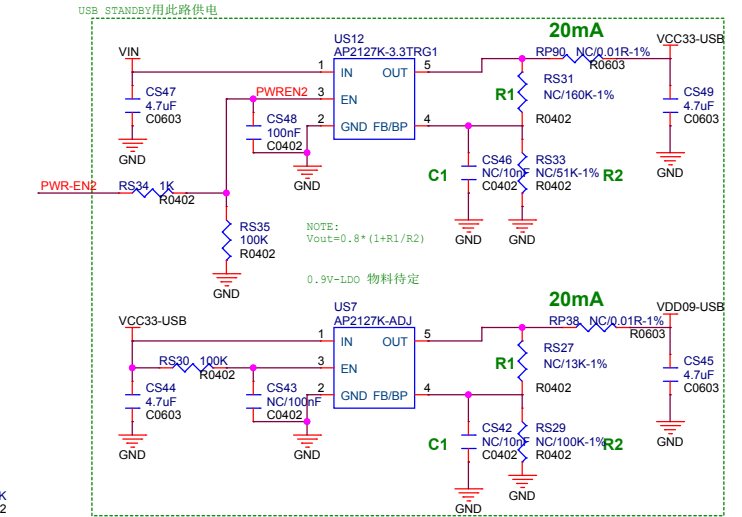 USB STANDBY用此路供电
20mA
US12
AP2127K-3.3TRG1
VIN
RP90 NC/0.01R-1%
R0603
VCC33-USB
1 IN OUT 5
3 EN
2 GND FB/BP 4
CS47
4.7uF
C0603
GND
PWREN2
CS48
100nF
C0402
GND
R1
RS31
NC/160K-1%
R0402
CS49
4.7uF
C0603
GND
C1
CS46
NC/10nF
C0402
GND
RS33
NC/51K-1%
R0402
R2
GND
PWR-EN2
RS34 1K
R0402
RS35
100K
R0402
GND
NOTE:
Vout=0.8*(1+R1/R2)
0.9V-LDO 物料待定
20mA
US7
AP2127K-ADJ
VCC33-USB
RP38 NC/0.01R-1%
R0603
VDD09-USB
1 IN OUT 5
3 EN
2 GND FB/BP 4
RS30 100K
R0402
CS44
4.7uF
C0603
GND
CS43
NC/100nF
C0402
GND
R1
RS27
NC/13K-1%
R0402
CS45
4.7uF
C0603
GND
C1
CS42
NC/10nF
C0402
GND
RS29
NC/100K-1%
R0402
R2
GND
K
2